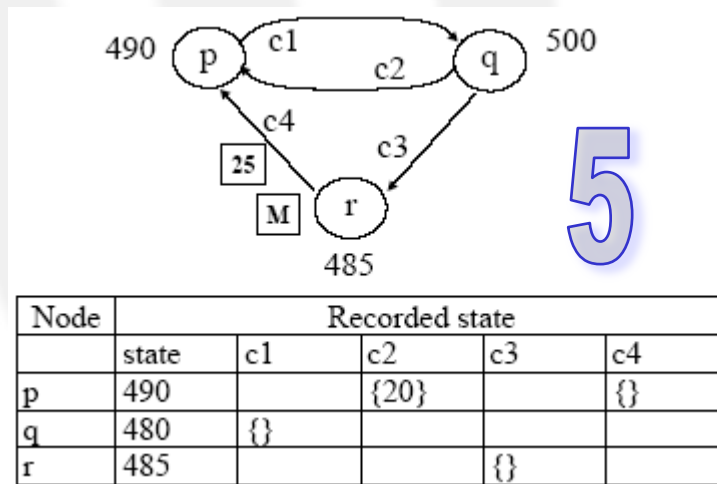 490 p c1 c2 q 500
c4 c3
25
M r
485
5
Node Recorded state
state c1 c2 c3 c4
p 490 {20} {}
q 480 {}
r 485 {}